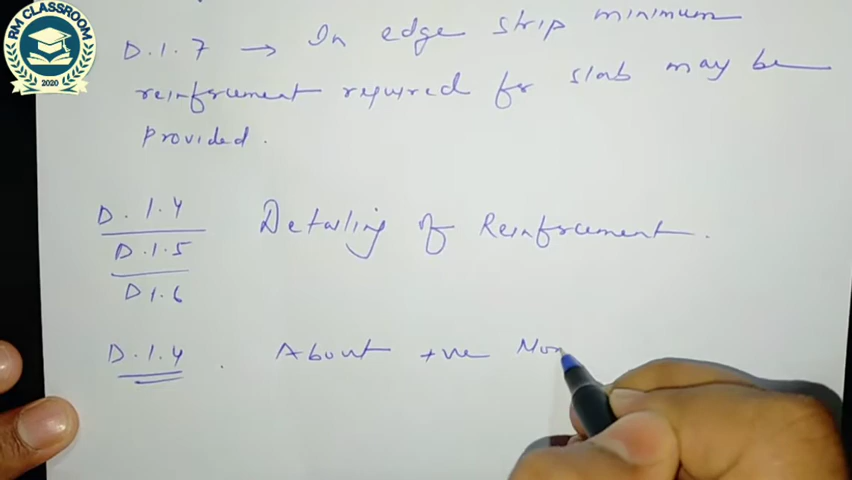 RM CLASSROOM
2020
D.1.7 → In edge strip minimum
reinforcement required for slab may be
provided.
D.1.4 Detailing of Reinforcement.
D.1.5
D1.6
D.1.4. About +ve Mom